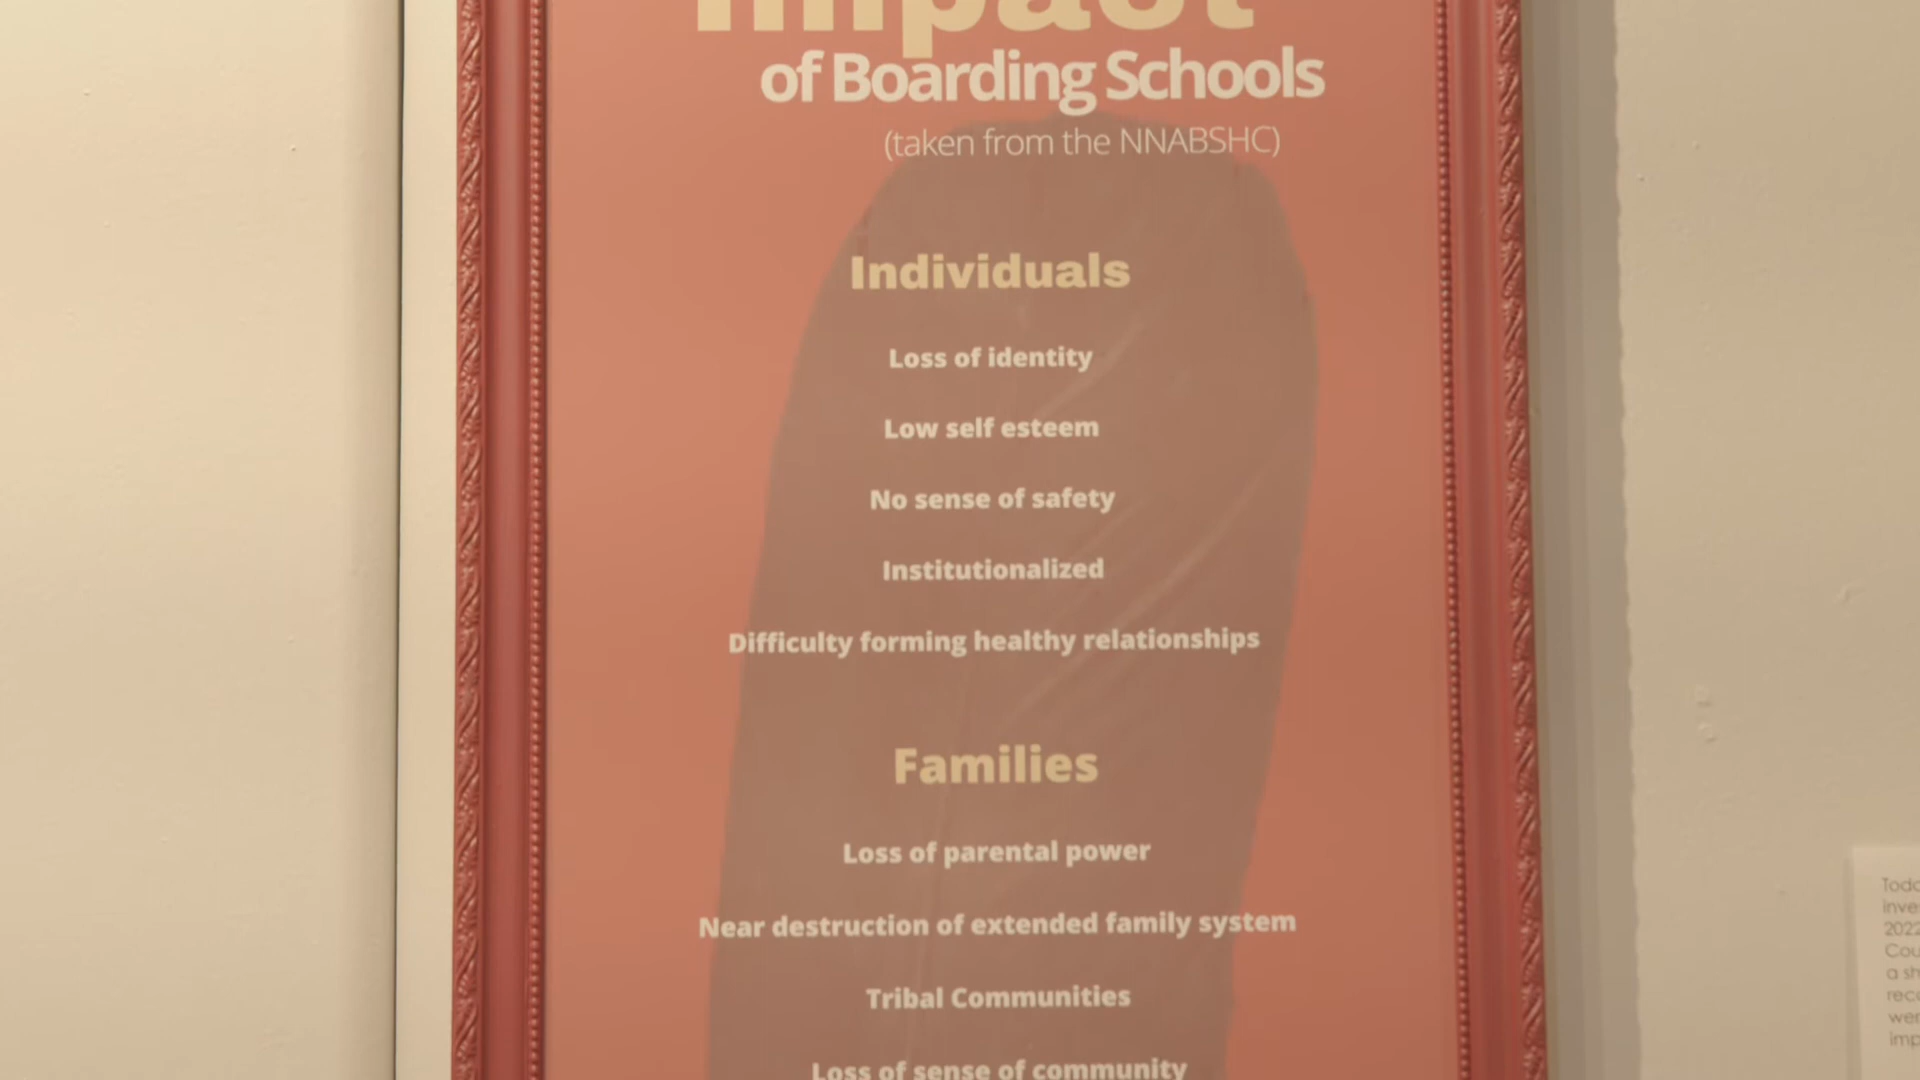 Impact
of Boarding Schools
(taken from the NNABSHC)
Individuals
Loss of identity
Low self esteem
No sense of safety
Institutionalized
Difficulty forming healthy relationships
Families
Loss of parental power
Near destruction of extended family system
Tribal Communities
Loss of sense of community
2022
a